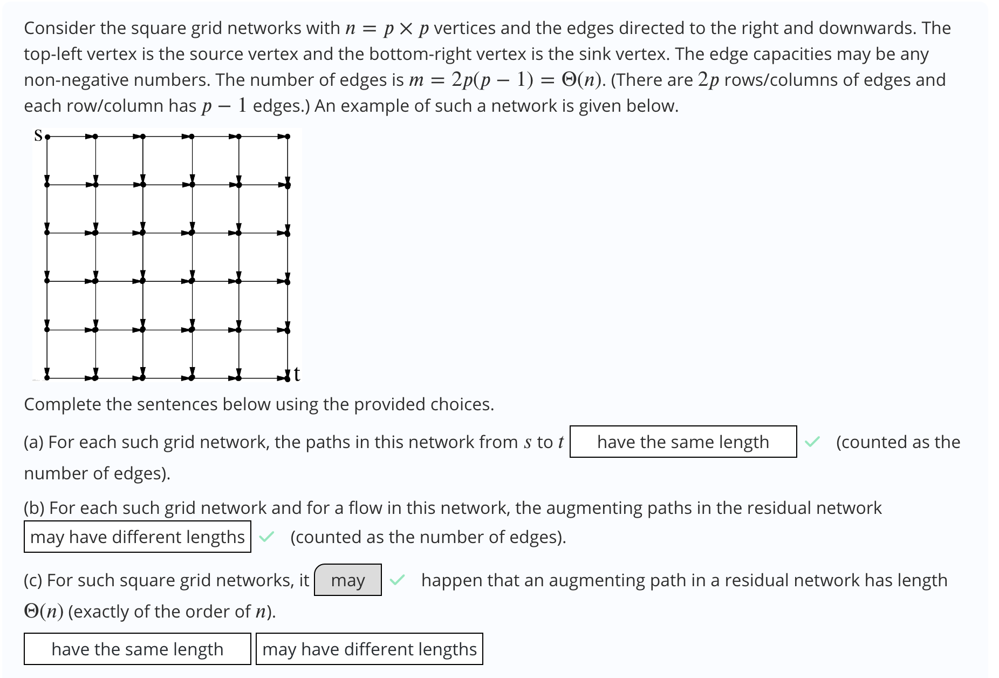 Consider the square grid networks with n = p × p vertices and the edges directed to the right and downwards. The
top-left vertex is the source vertex and the bottom-right vertex is the sink vertex. The edge capacities may be any
non-negative numbers. The number of edges is m = 2p(p − 1) = Θ(n). (There are 2p rows/columns of edges and
each row/column has p − 1 edges.) An example of such a network is given below.
S
t
Complete the sentences below using the provided choices.
(a) For each such grid network, the paths in this network from s to t have the same length ✓ (counted as the
number of edges).
(b) For each such grid network and for a flow in this network, the augmenting paths in the residual network
may have different lengths ✓ (counted as the number of edges).
(c) For such square grid networks, it may ✓ happen that an augmenting path in a residual network has length
Θ(n) (exactly of the order of n).
have the same length may have different lengths